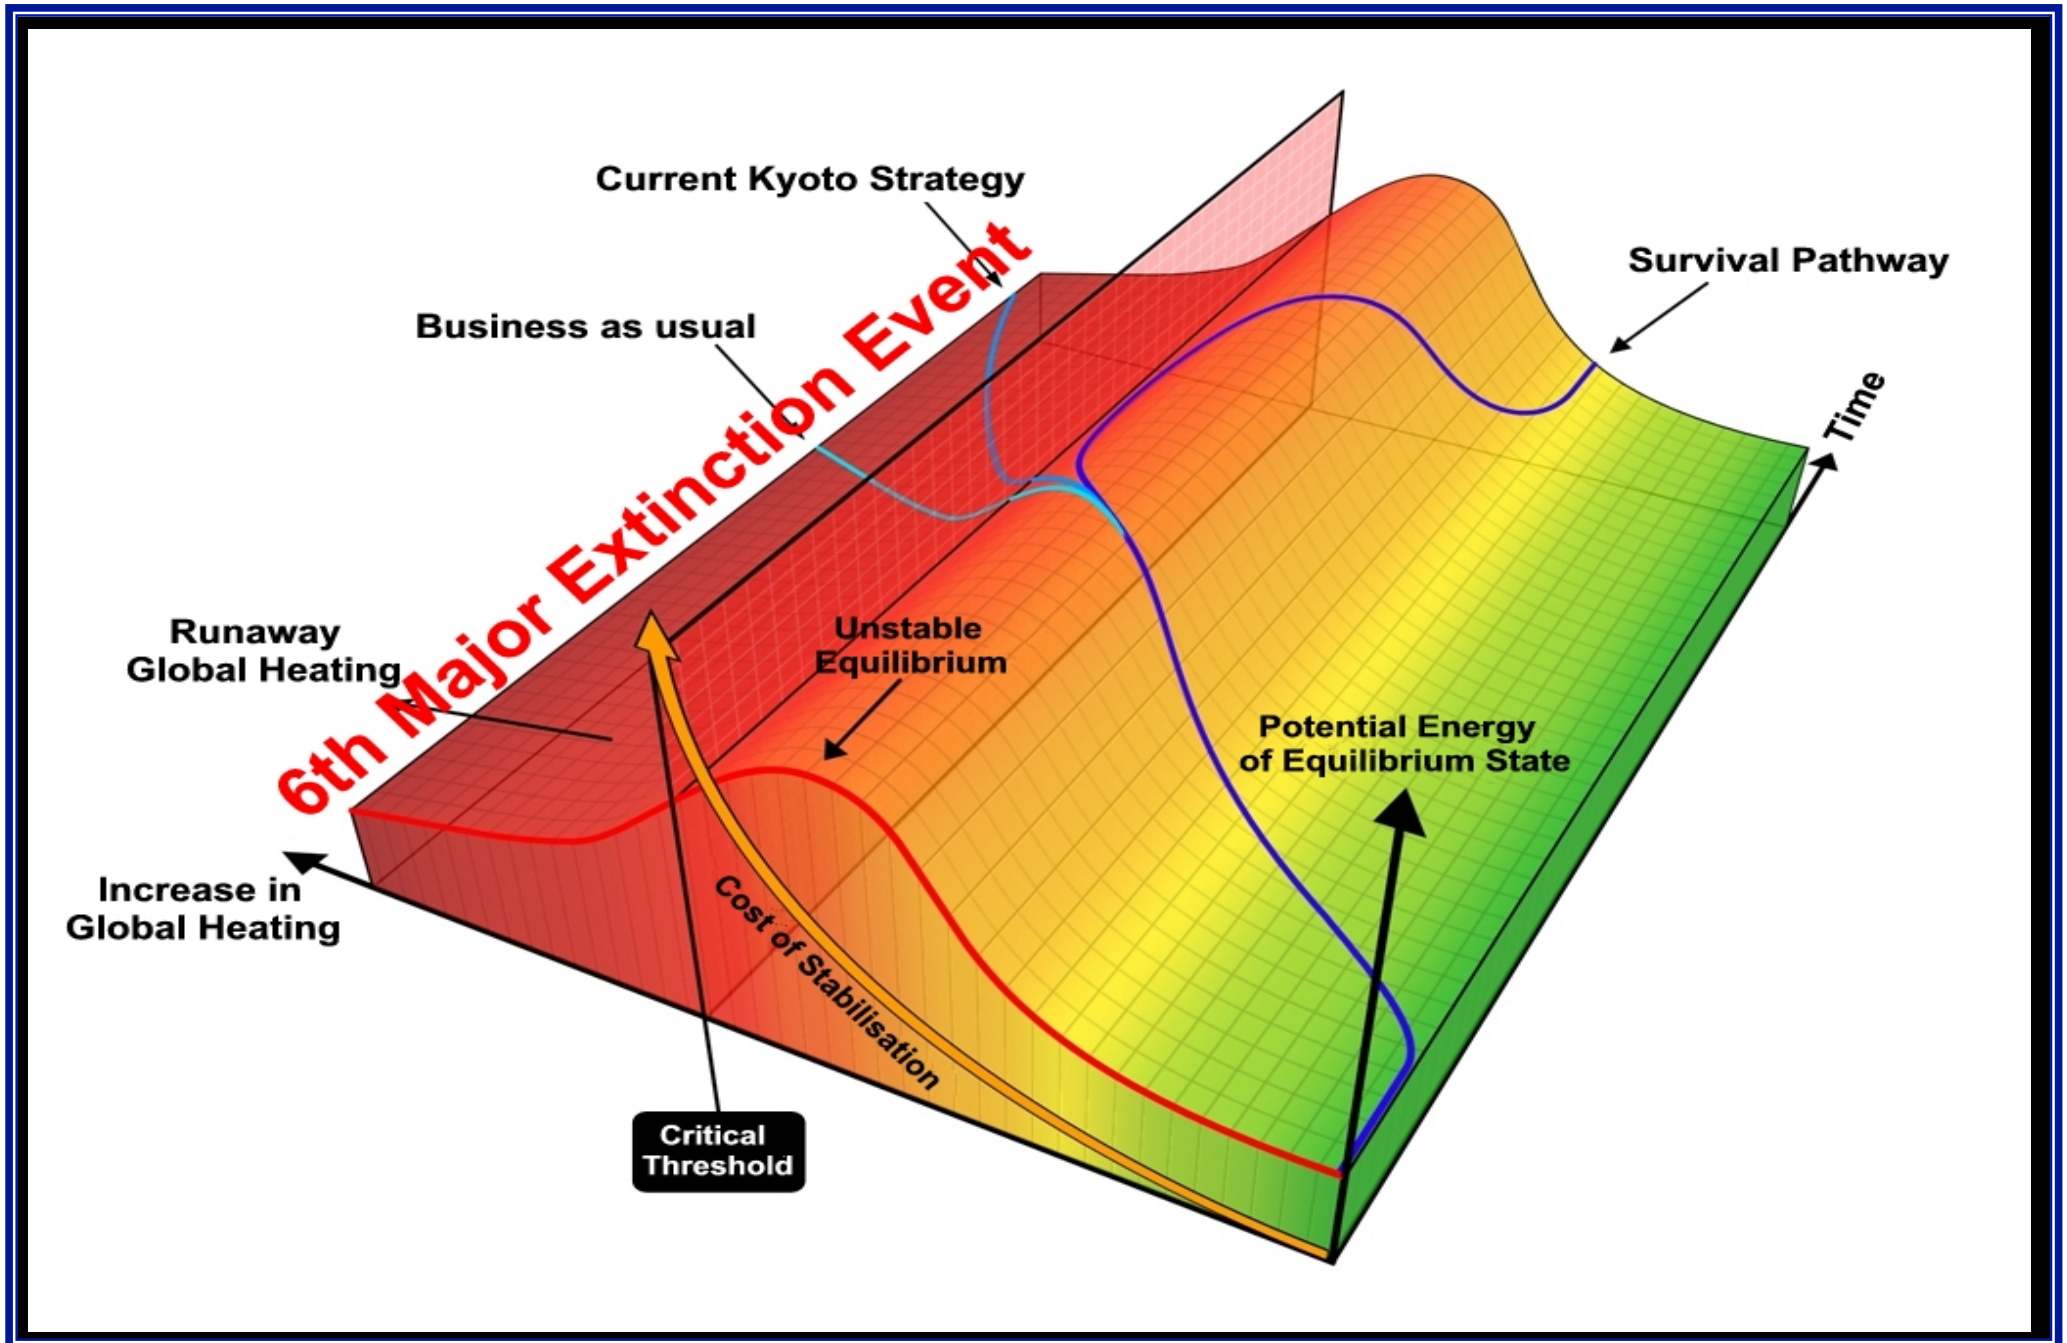 Current Kyoto Strategy
Survival Pathway
Business as usual
6th Major Extinction Event
Time
Runaway
Global Heating
Unstable
Equilibrium
Potential Energy
of Equilibrium State
Increase in
Global Heating
Cost of Stabilisation
Critical
Threshold